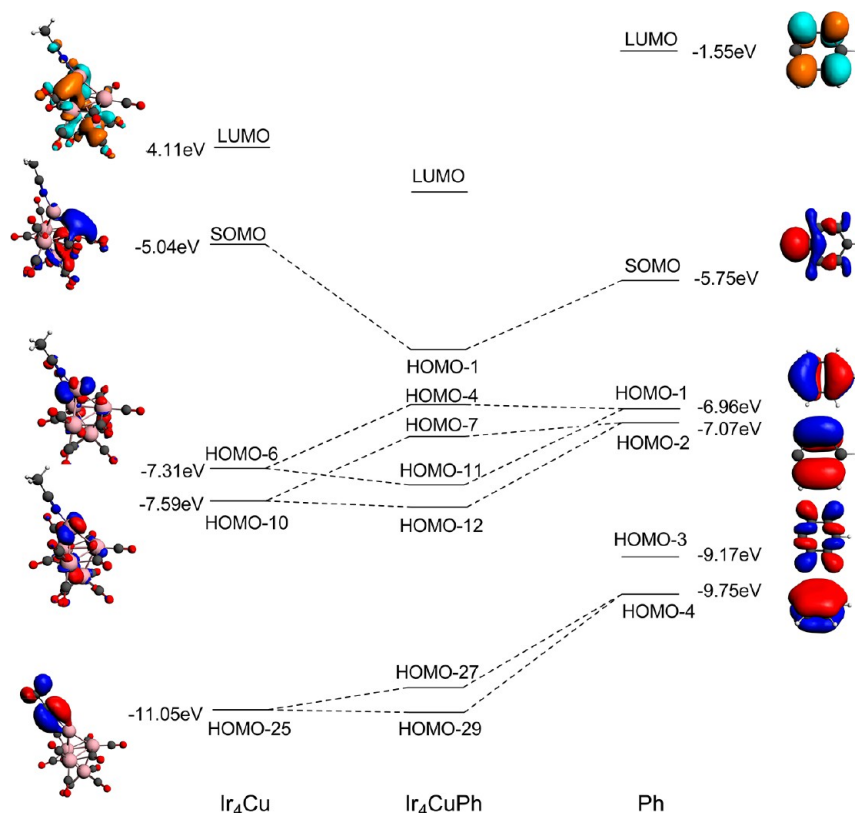 LUMO
-1.55eV
LUMO
4.11eV
LUMO
SOMO
-5.04eV
SOMO
-5.75eV
HOMO-1
HOMO-4
HOMO-1
-6.96eV
HOMO-7
-7.07eV
HOMO-2
HOMO-6
-7.31eV
HOMO-11
-7.59eV
HOMO-10
HOMO-12
HOMO-3
-9.17eV
-9.75eV
HOMO-4
HOMO-27
-11.05eV
HOMO-25
HOMO-29
Ir₄Cu
Ir₄CuPh
Ph